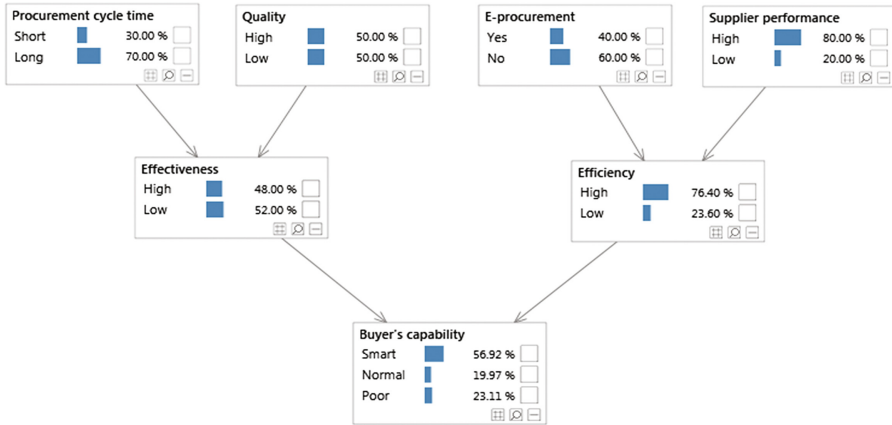 Procurement cycle time
Short 30.00 %
Long 70.00 %
Quality
High 50.00 %
Low 50.00 %
E-procurement
Yes 40.00 %
No 60.00 %
Supplier performance
High 80.00 %
Low 20.00 %
Effectiveness
High 48.00 %
Low 52.00 %
Efficiency
High 76.40 %
Low 23.60 %
Buyer's capability
Smart 56.92 %
Normal 19.97 %
Poor 23.11 %